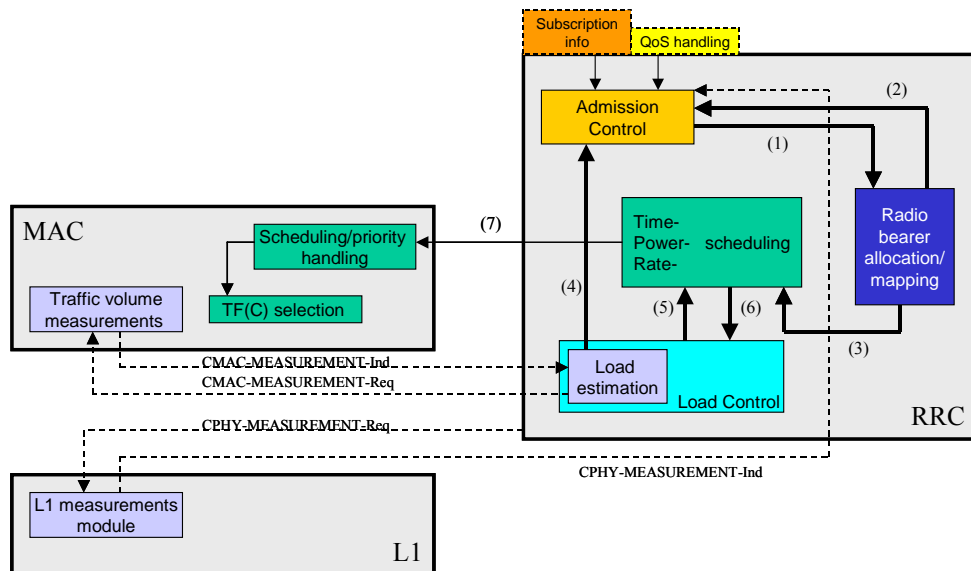 Subscription
info
QoS handling
Admission
Control
(2)
(1)
MAC
Scheduling/priority
handling
(7)
Time-
Power-
Rate-
scheduling
Radio
bearer
allocation/
mapping
Traffic volume
measurements
TF(C) selection
(4)
(5)
(6)
(3)
CMAC-MEASUREMENT-Ind
CMAC-MEASUREMENT-Req
Load
estimation
Load Control
RRC
CPHY-MEASUREMENT-Req
CPHY-MEASUREMENT-Ind
L1 measurements
module
L1